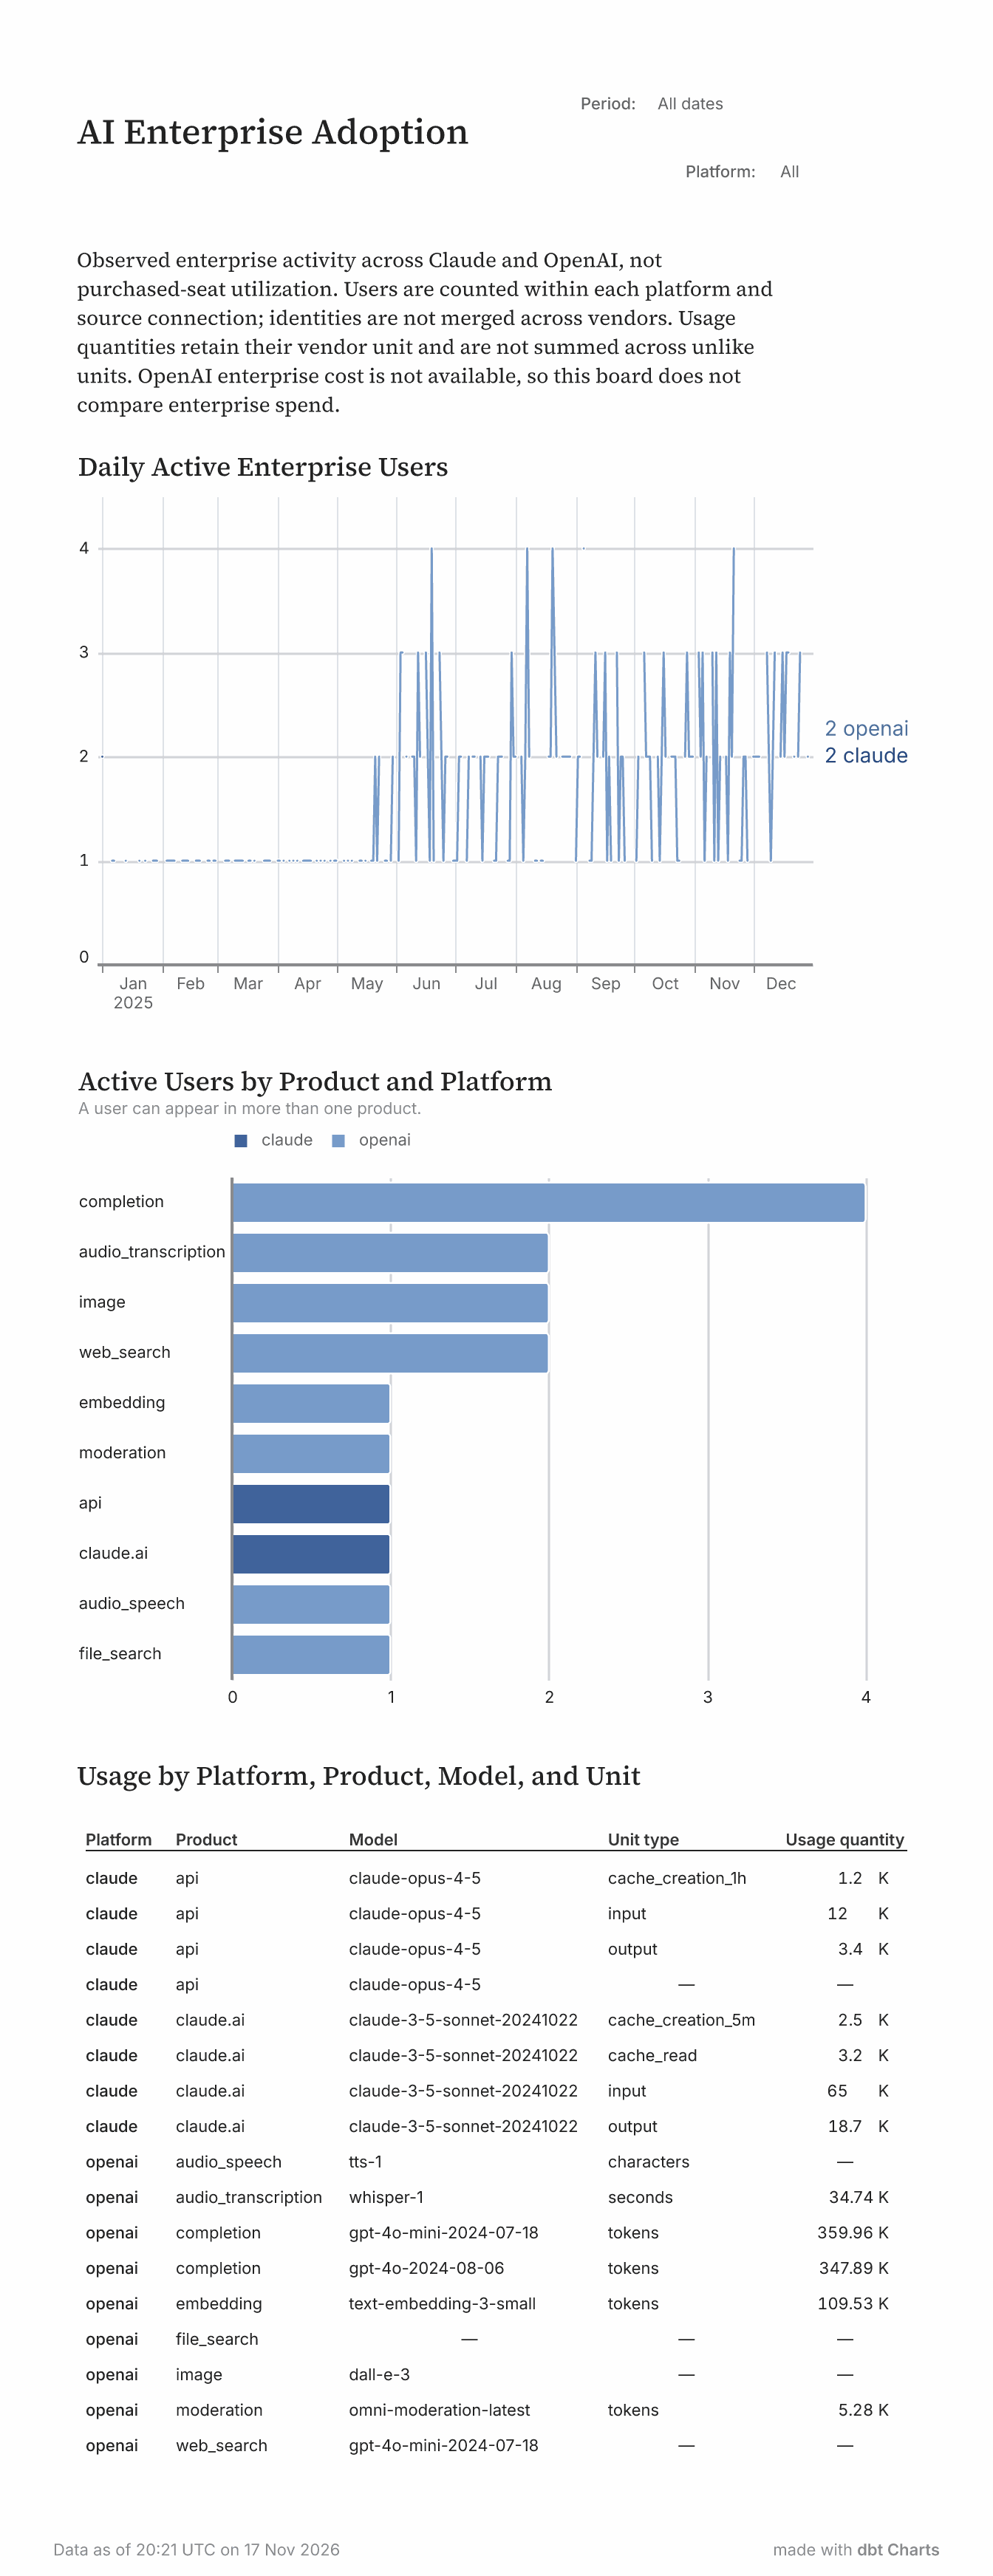 Period: All dates
AI Enterprise Adoption
Platform: All
Observed enterprise activity across Claude and OpenAI, not
purchased-seat utilization. Users are counted within each platform and
source connection; identities are not merged across vendors. Usage
quantities retain their vendor unit and are not summed across unlike
units. OpenAI enterprise cost is not available, so this board does not
compare enterprise spend.
Daily Active Enterprise Users
4
3
2
1
0
2 openai
2 claude
Jan Feb Mar Apr May Jun Jul Aug Sep Oct Nov Dec
2025
Active Users by Product and Platform
A user can appear in more than one product.
claude openai
completion
audio_transcription
image
web_search
embedding
moderation
api
claude.ai
audio_speech
file_search
0 1 2 3 4
Usage by Platform, Product, Model, and Unit
Platform Product Model Unit type Usage quantity
claude api claude-opus-4-5 cache_creation_1h 1.2 K
claude api claude-opus-4-5 input 12 K
claude api claude-opus-4-5 output 3.4 K
claude api claude-opus-4-5 — —
claude claude.ai claude-3-5-sonnet-20241022 cache_creation_5m 2.5 K
claude claude.ai claude-3-5-sonnet-20241022 cache_read 3.2 K
claude claude.ai claude-3-5-sonnet-20241022 input 65 K
claude claude.ai claude-3-5-sonnet-20241022 output 18.7 K
openai audio_speech tts-1 characters —
openai audio_transcription whisper-1 seconds 34.74 K
openai completion gpt-4o-mini-2024-07-18 tokens 359.96 K
openai completion gpt-4o-2024-08-06 tokens 347.89 K
openai embedding text-embedding-3-small tokens 109.53 K
openai file_search — — —
openai image dall-e-3 — —
openai moderation omni-moderation-latest tokens 5.28 K
openai web_search gpt-4o-mini-2024-07-18 — —
Data as of 20:21 UTC on 17 Nov 2026 made with dbt Charts